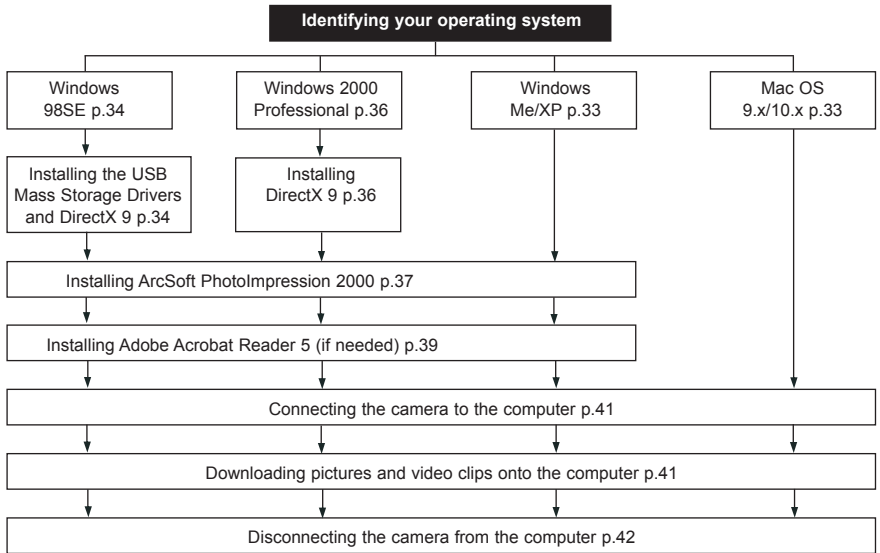 Identifying your operating system
Windows
98SE p.34
Windows 2000
Professional p.36
Windows
Me/XP p.33
Mac OS
9.x/10.x p.33
Installing the USB
Mass Storage Drivers
and DirectX 9 p.34
Installing
DirectX 9 p.36
Installing ArcSoft PhotoImpression 2000 p.37
Installing Adobe Acrobat Reader 5 (if needed) p.39
Connecting the camera to the computer p.41
Downloading pictures and video clips onto the computer p.41
Disconnecting the camera from the computer p.42